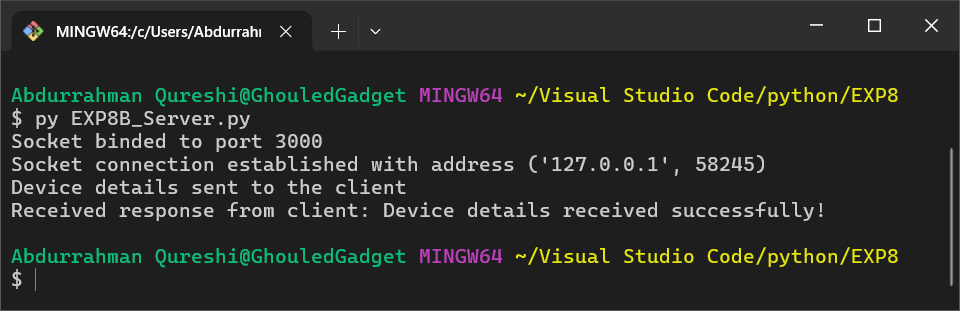 MINGW64:/c/Users/Abdurrahr
Abdurrahman Qureshi@GhouledGadget MINGW64 ~/Visual Studio Code/python/EXP8
$ py EXP8B_Server.py
Socket binded to port 3000
Socket connection established with address ('127.0.0.1', 58245)
Device details sent to the client
Received response from client: Device details received successfully!
Abdurrahman Qureshi@GhouledGadget MINGW64 ~/Visual Studio Code/python/EXP8
$